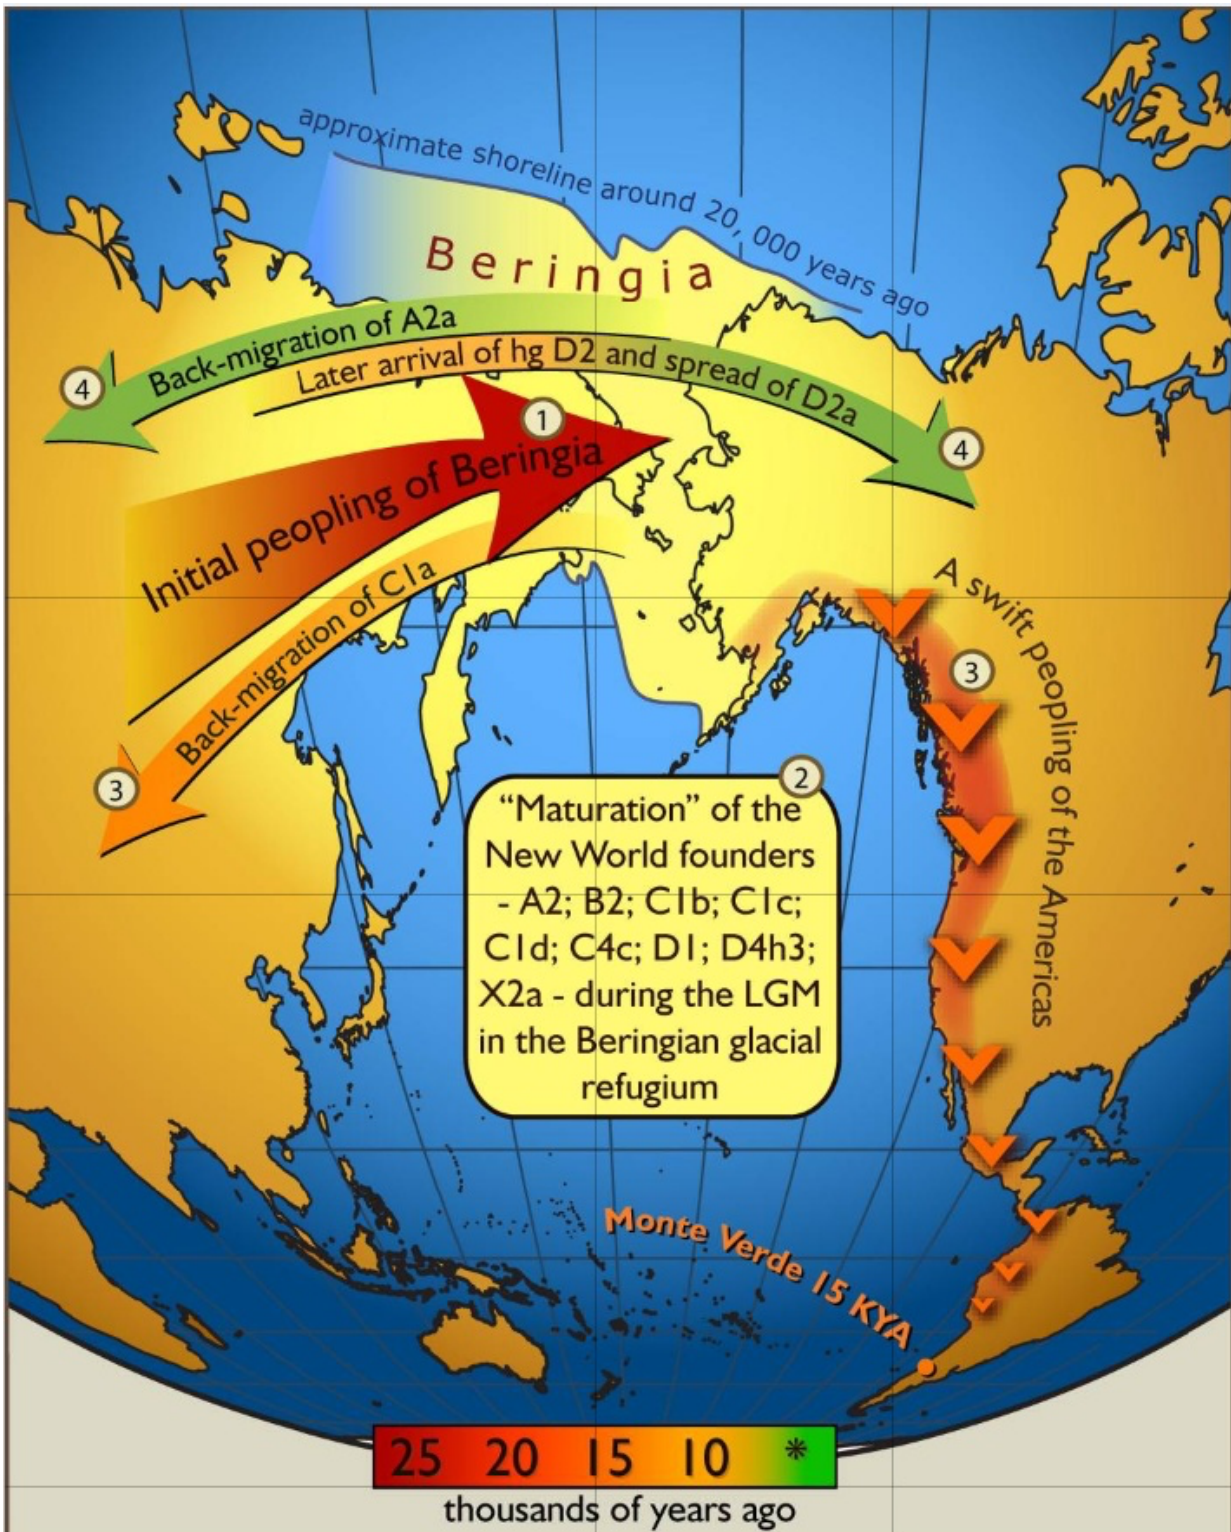 approximate shoreline around 20, 000 years ago
Beringia
Back-migration of A2a
Later arrival of hg D2 and spread of D2a
4
4
1
Initial peopling of Beringia
Back-migration of C1a
3
A swift peopling of the Americas
3
2
“Maturation” of the
New World founders
- A2; B2; C1b; C1c;
C1d; C4c; D1; D4h3;
X2a - during the LGM
in the Beringian glacial
refugium
Monte Verde 15 KYA
25 20 15 10 *
thousands of years ago